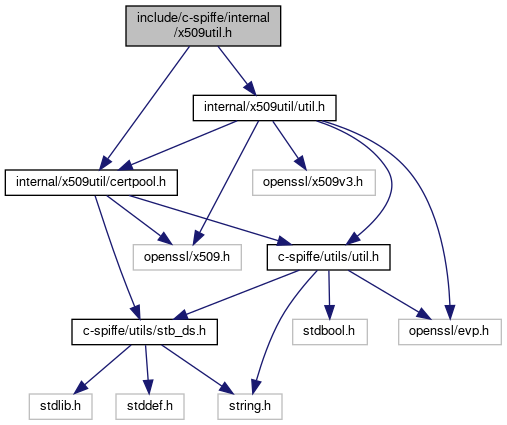 include/c-spiffe/internal
/x509util.h
internal/x509util/util.h
internal/x509util/certpool.h
openssl/x509v3.h
openssl/x509.h
c-spiffe/utils/util.h
c-spiffe/utils/stb_ds.h
stdbool.h
openssl/evp.h
stdlib.h
stddef.h
string.h